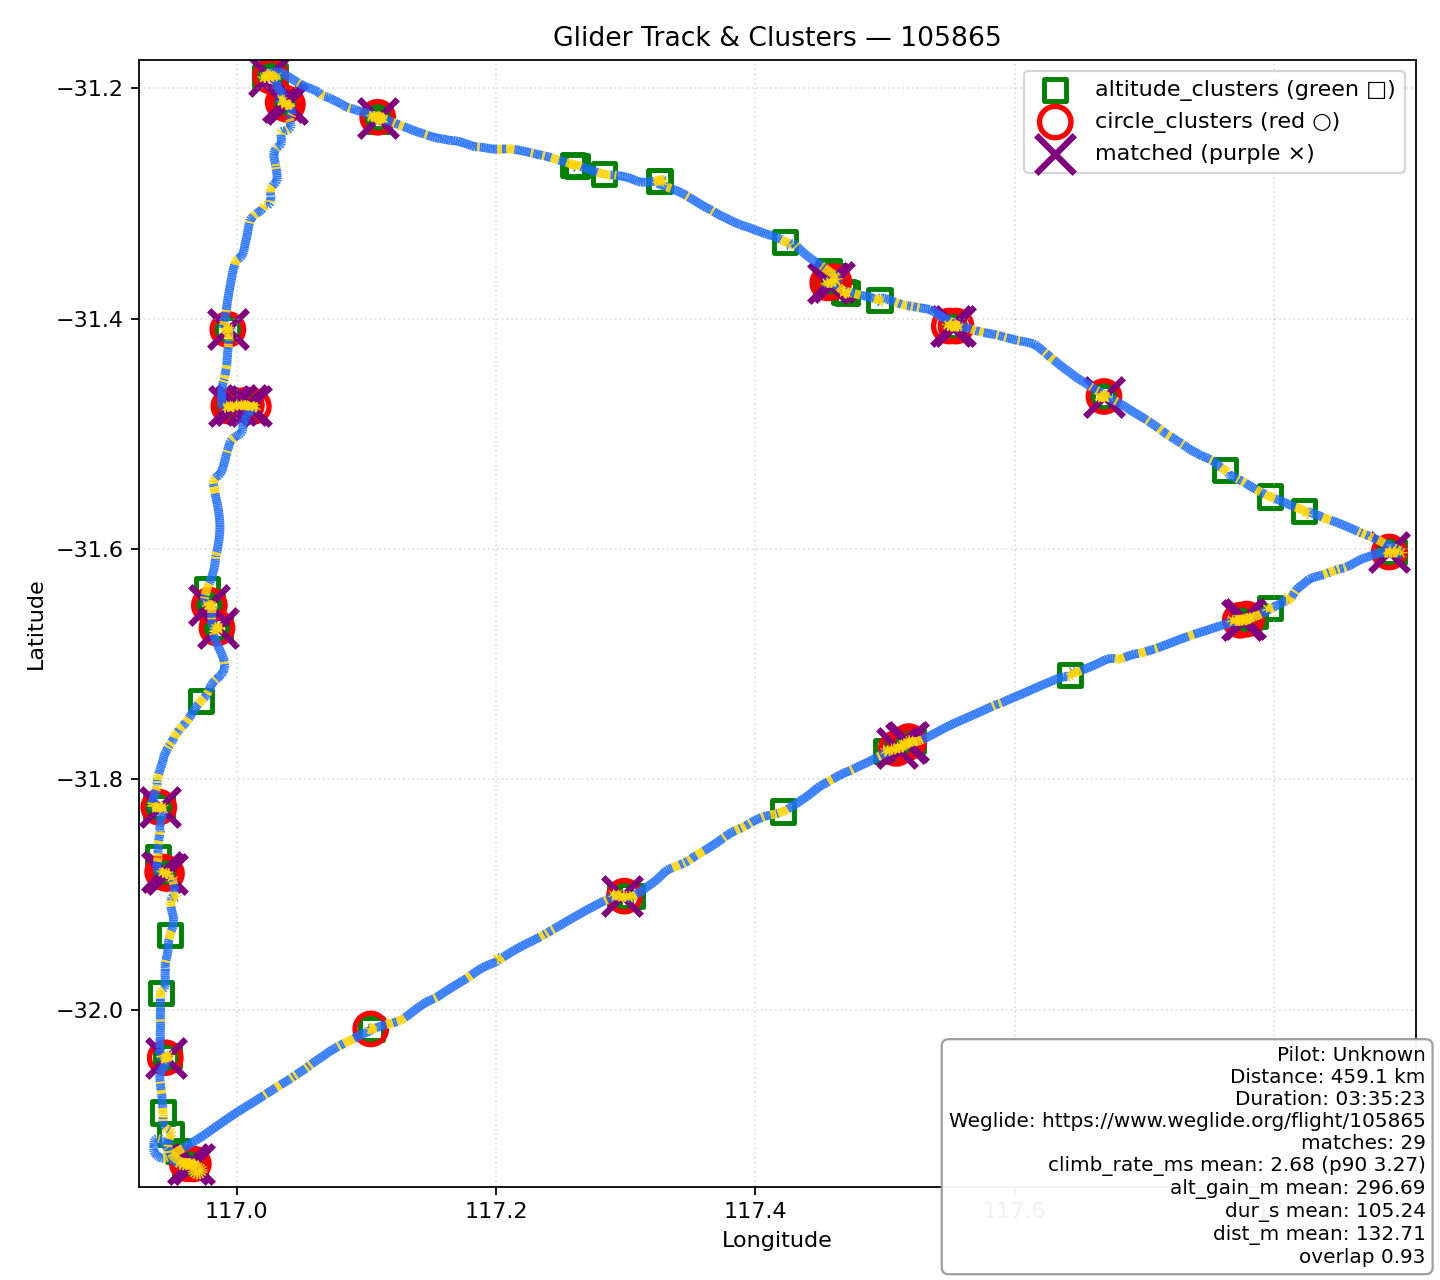 Glider Track & Clusters — 105865
altitude_clusters (green □)
circle_clusters (red ○)
matched (purple ×)
−31.2
−31.4
−31.6
−31.8
−32.0
Latitude
117.0
117.2
117.4
117.6
Longitude
Pilot: Unknown
Distance: 459.1 km
Duration: 03:35:23
Weglide: https://www.weglide.org/flight/105865
matches: 29
climb_rate_ms mean: 2.68 (p90 3.27)
alt_gain_m mean: 296.69
dur_s mean: 105.24
dist_m mean: 132.71
overlap 0.93